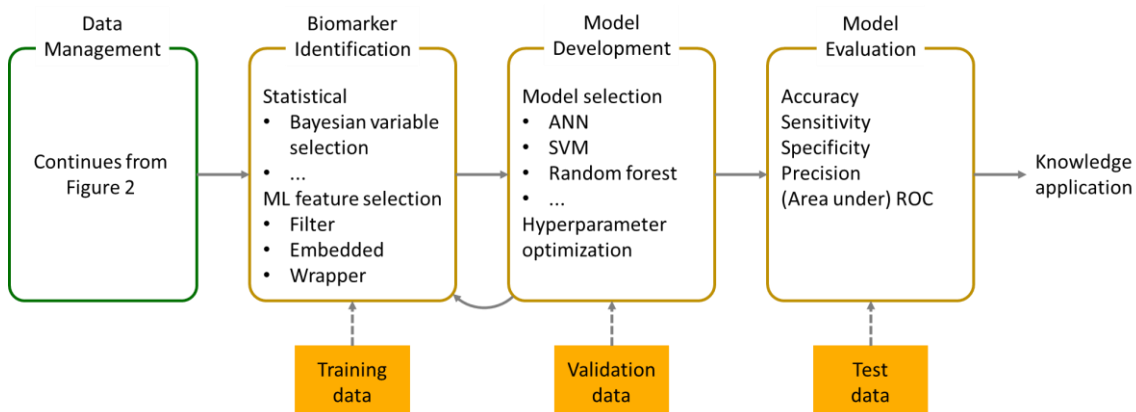 Data
Management
Continues from
Figure 2
Biomarker
Identification
Statistical
• Bayesian variable
selection
• ...
ML feature selection
• Filter
• Embedded
• Wrapper
Model
Development
Model selection
• ANN
• SVM
• Random forest
• ...
Hyperparameter
optimization
Model
Evaluation
Accuracy
Sensitivity
Specificity
Precision
(Area under) ROC
Knowledge
application
Training
data
Validation
data
Test
data